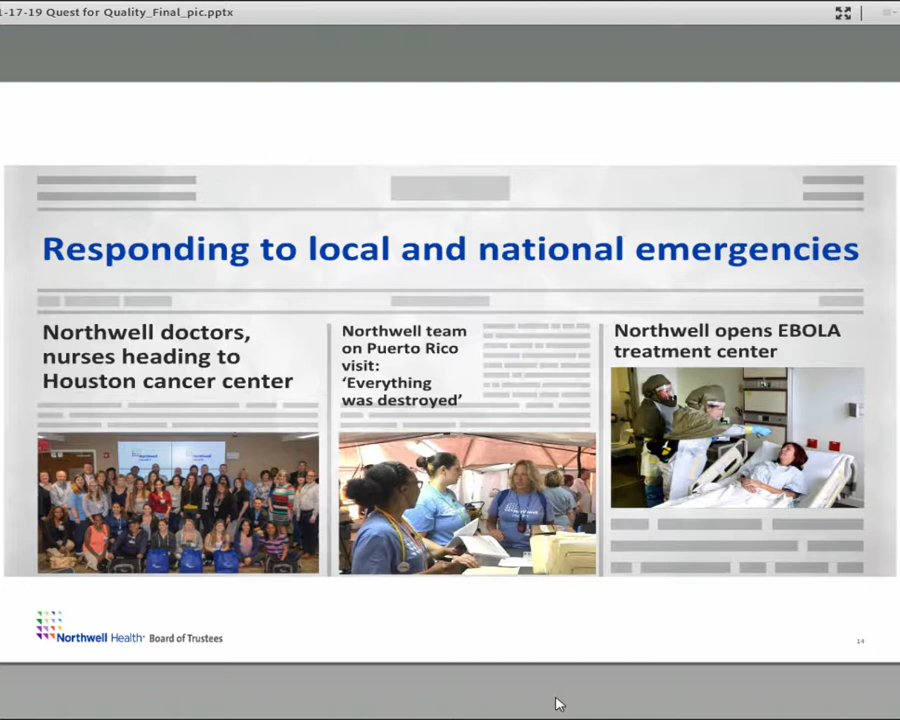 1-17-19 Quest for Quality_Final_pic.pptx
Responding to local and national emergencies
Northwell doctors,
nurses heading to
Houston cancer center
Northwell team
on Puerto Rico
visit:
‘Everything
was destroyed’
Northwell opens EBOLA
treatment center
Northwell Health® Board of Trustees
14